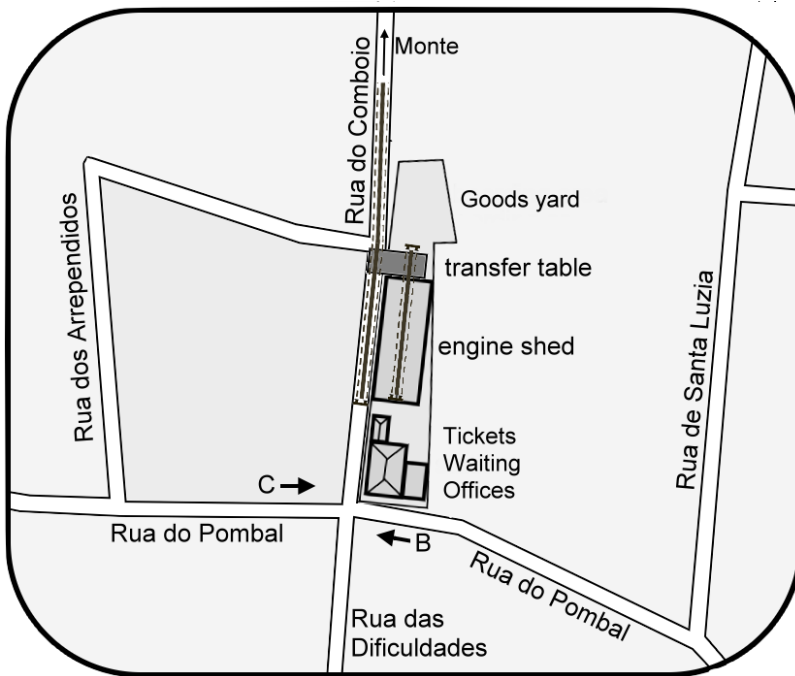 Monte
Rua do Comboio
Goods yard
Rua dos Arrependidos
transfer table
Rua de Santa Luzia
engine shed
Tickets
Waiting
Offices
C
Rua do Pombal
B
Rua do Pombal
Rua das
Dificuldades